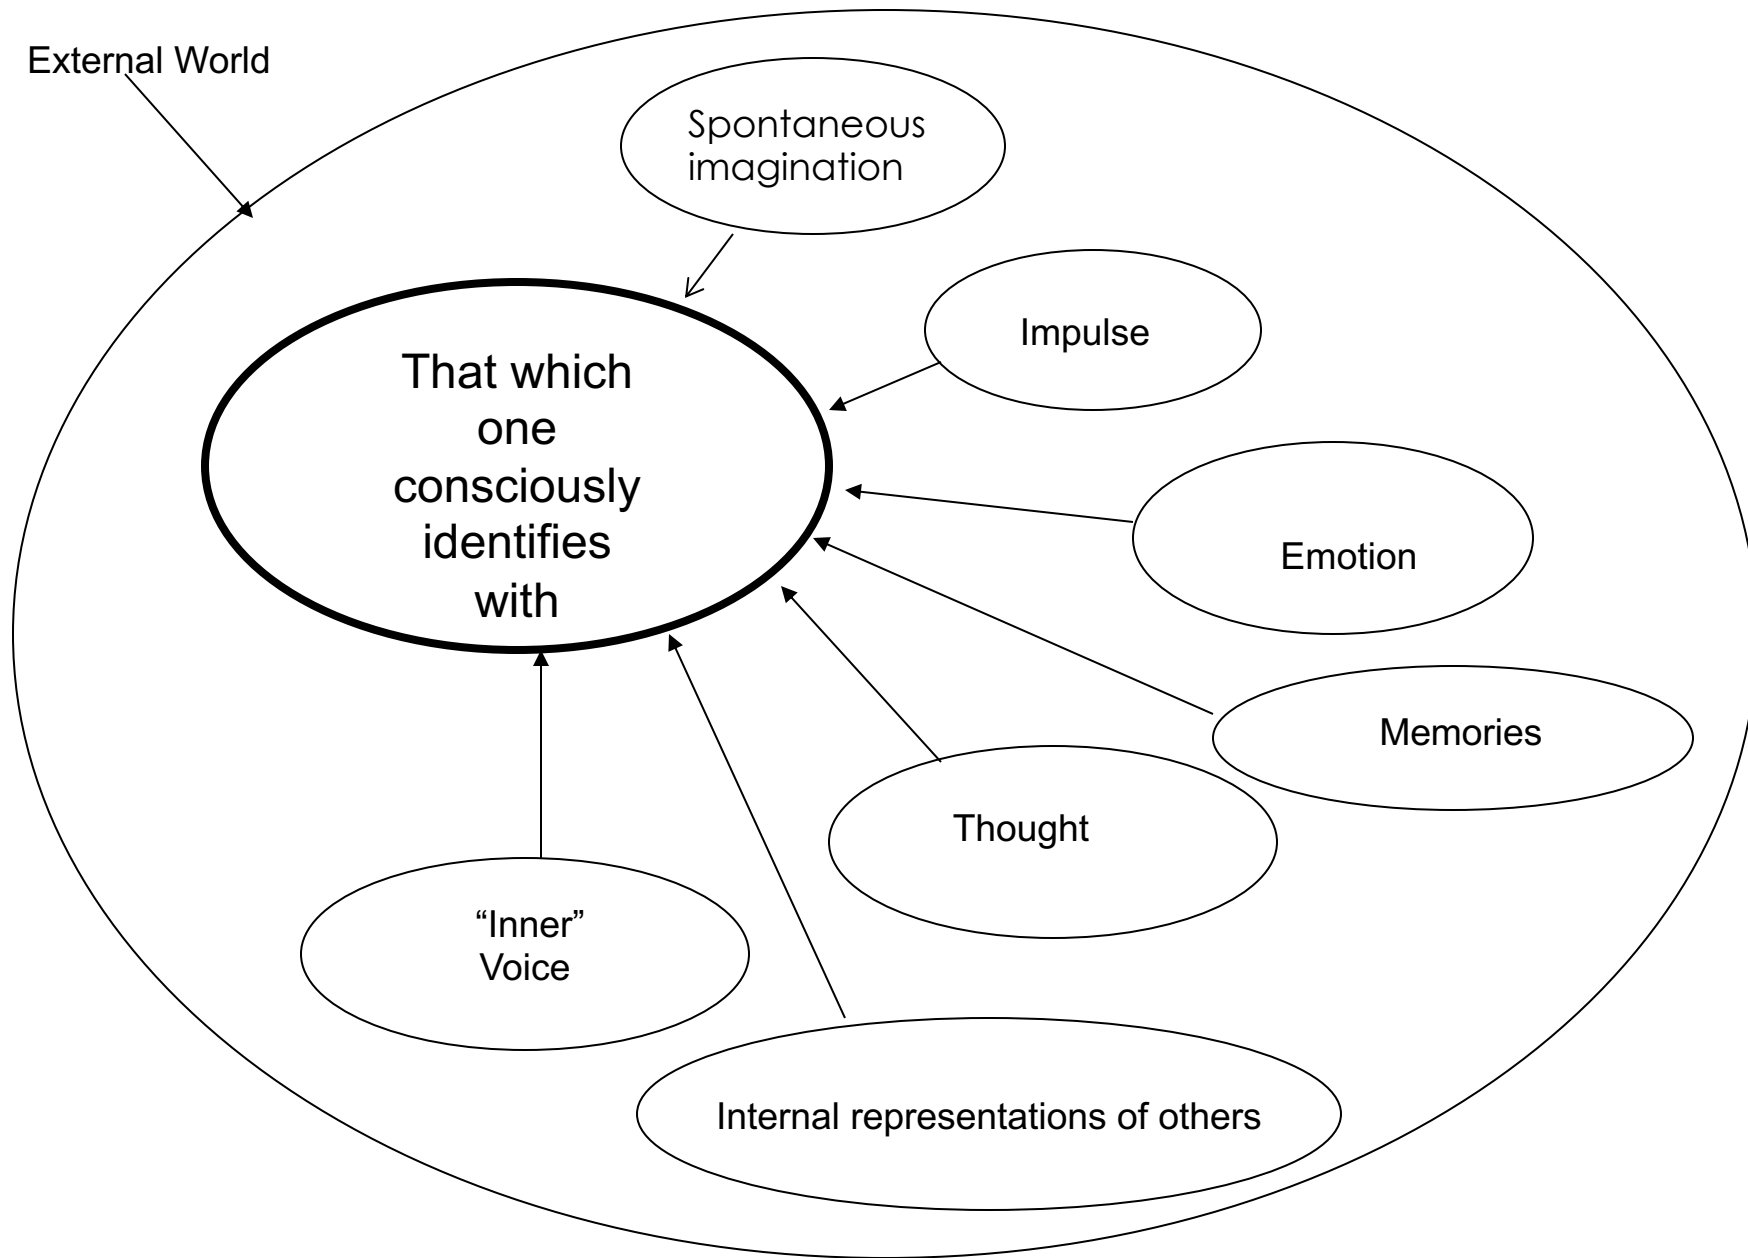 External World
Spontaneous
imagination
Impulse
That which
one
consciously
identifies
with
Emotion
Memories
Thought
“Inner”
Voice
Internal representations of others